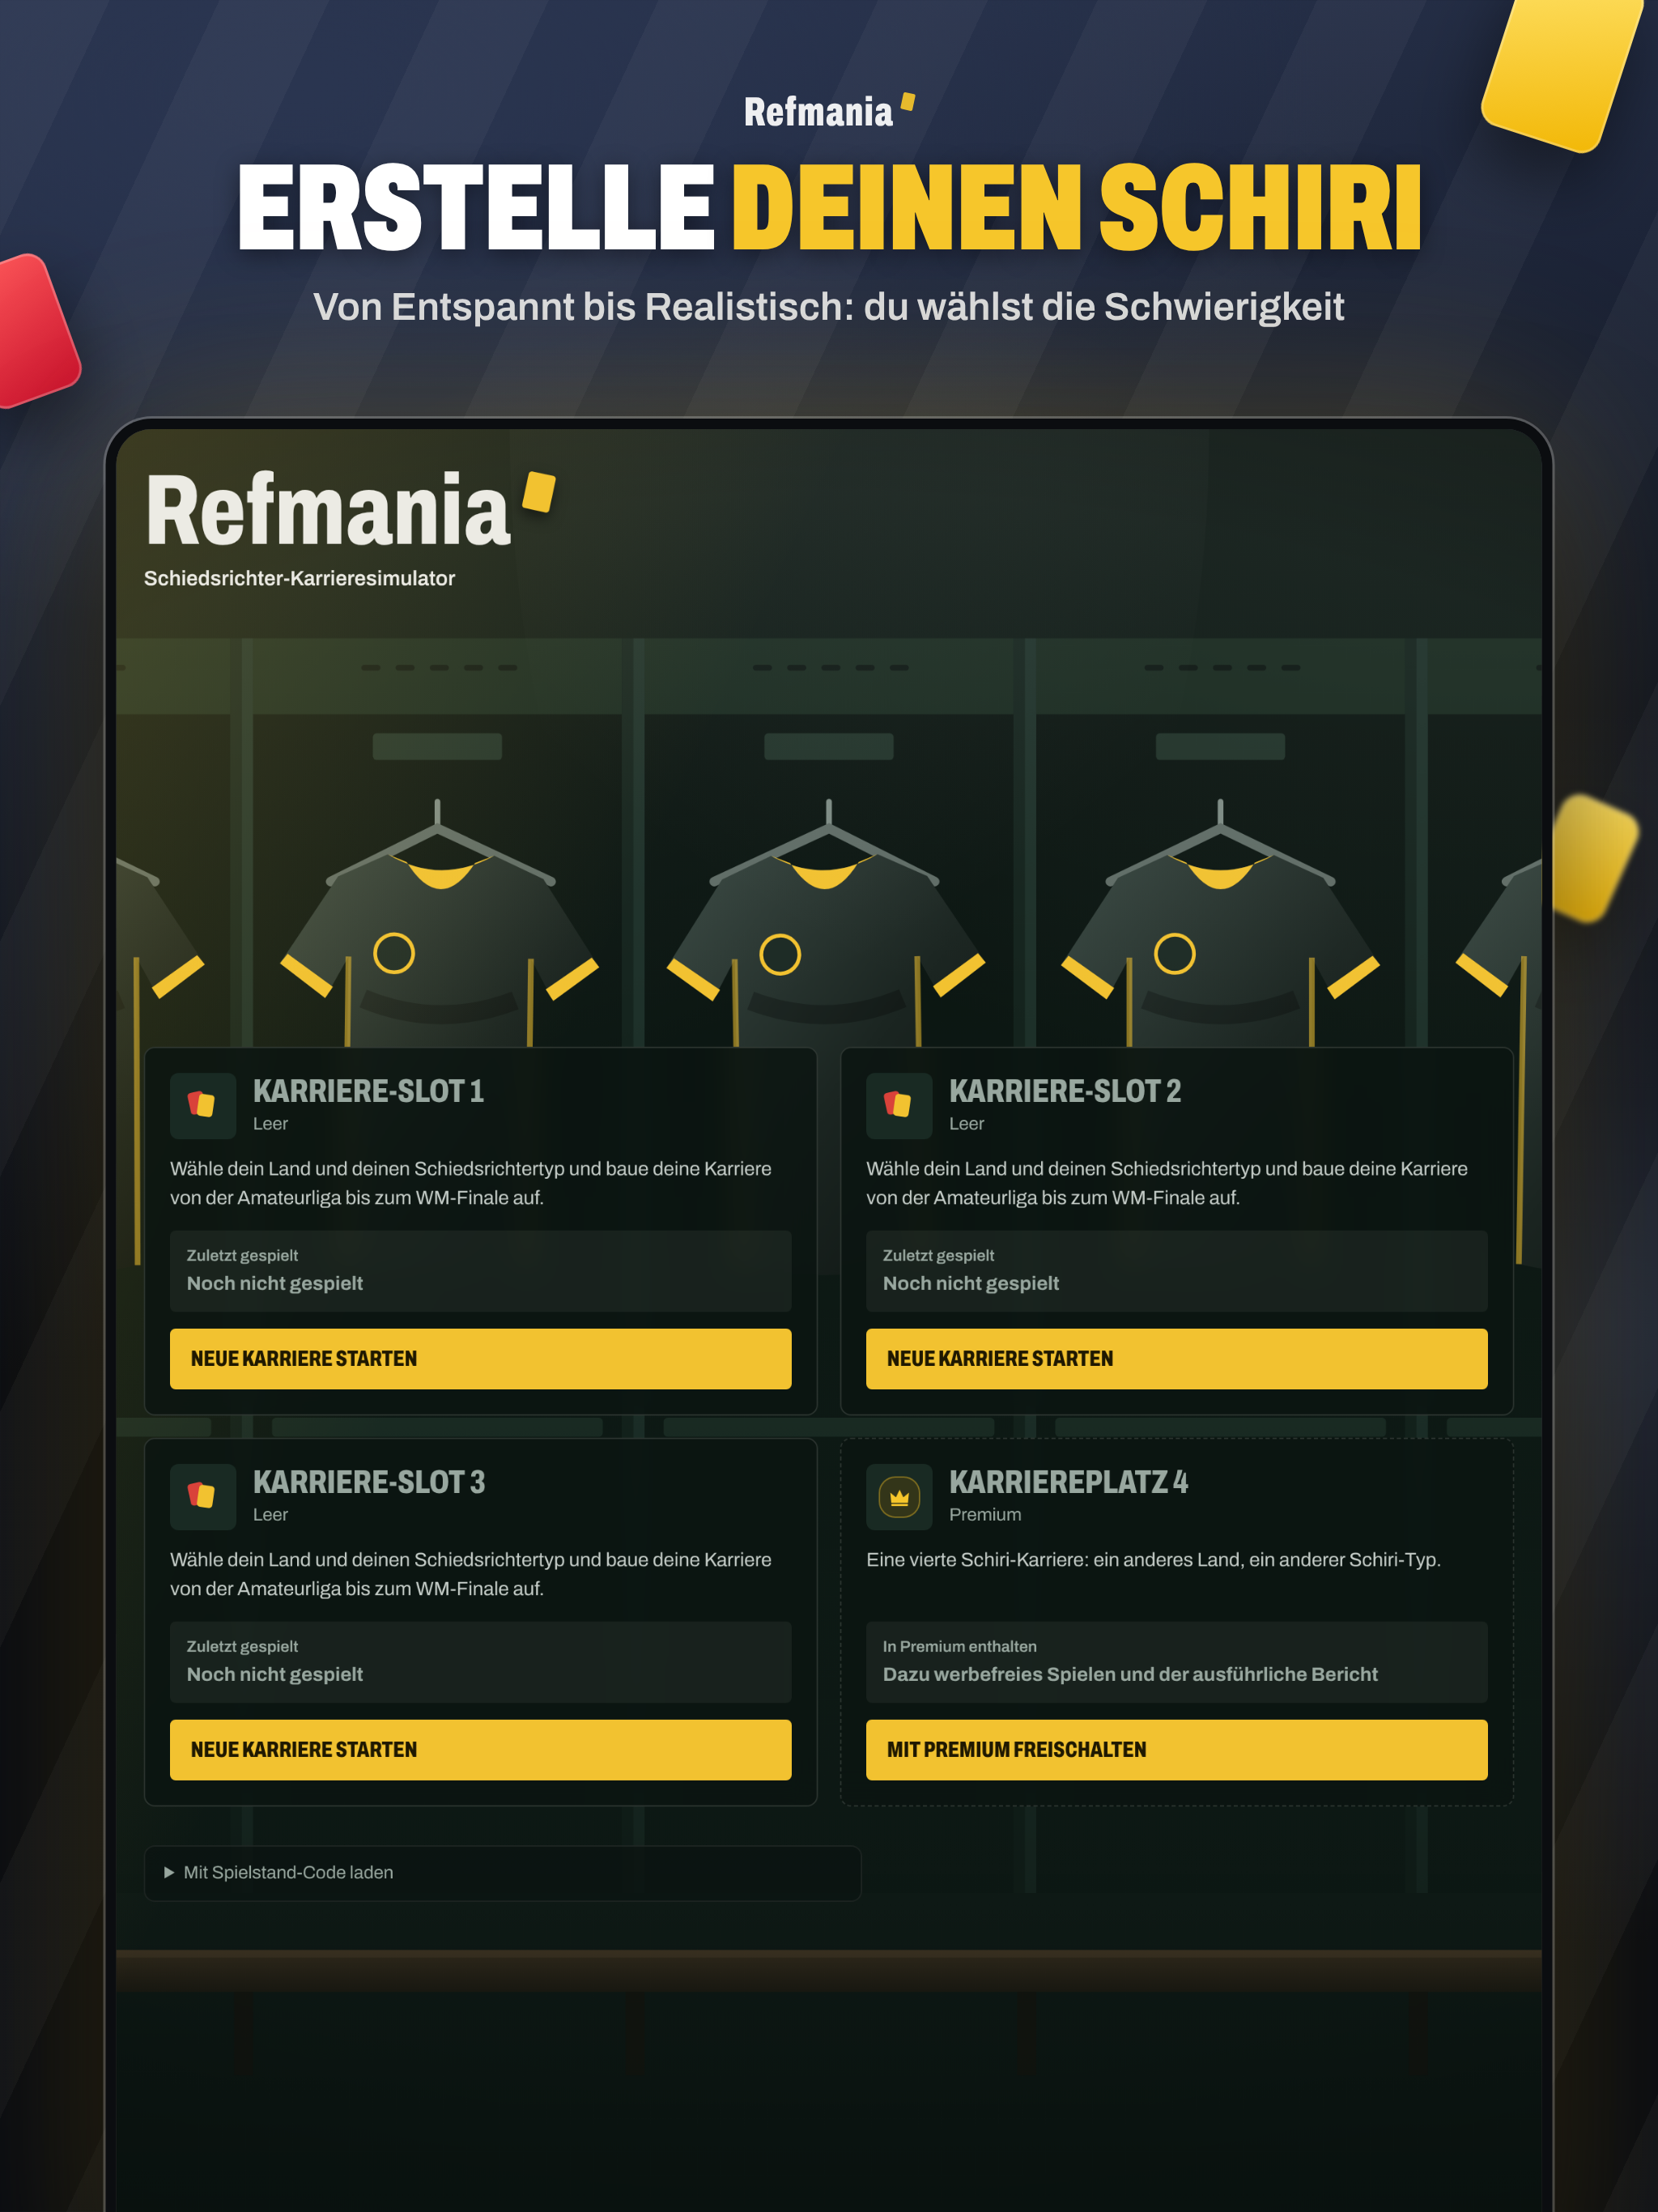 Refmania
ERSTELLE DEINEN SCHIRI
Von Entspannt bis Realistisch: du wählst die Schwierigkeit
Refmania
Schiedsrichter-Karrieresimulator
KARRIERE-SLOT 1
Leer
Wähle dein Land und deinen Schiedsrichtertyp und baue deine Karriere
von der Amateurliga bis zum WM-Finale auf.
Zuletzt gespielt
Noch nicht gespielt
NEUE KARRIERE STARTEN
KARRIERE-SLOT 2
Leer
Wähle dein Land und deinen Schiedsrichtertyp und baue deine Karriere
von der Amateurliga bis zum WM-Finale auf.
Zuletzt gespielt
Noch nicht gespielt
NEUE KARRIERE STARTEN
KARRIERE-SLOT 3
Leer
Wähle dein Land und deinen Schiedsrichtertyp und baue deine Karriere
von der Amateurliga bis zum WM-Finale auf.
Zuletzt gespielt
Noch nicht gespielt
NEUE KARRIERE STARTEN
KARRIEREPLATZ 4
Premium
Eine vierte Schiri-Karriere: ein anderes Land, ein anderer Schiri-Typ.
In Premium enthalten
Dazu werbefreies Spielen und der ausführliche Bericht
MIT PREMIUM FREISCHALTEN
Mit Spielstand-Code laden